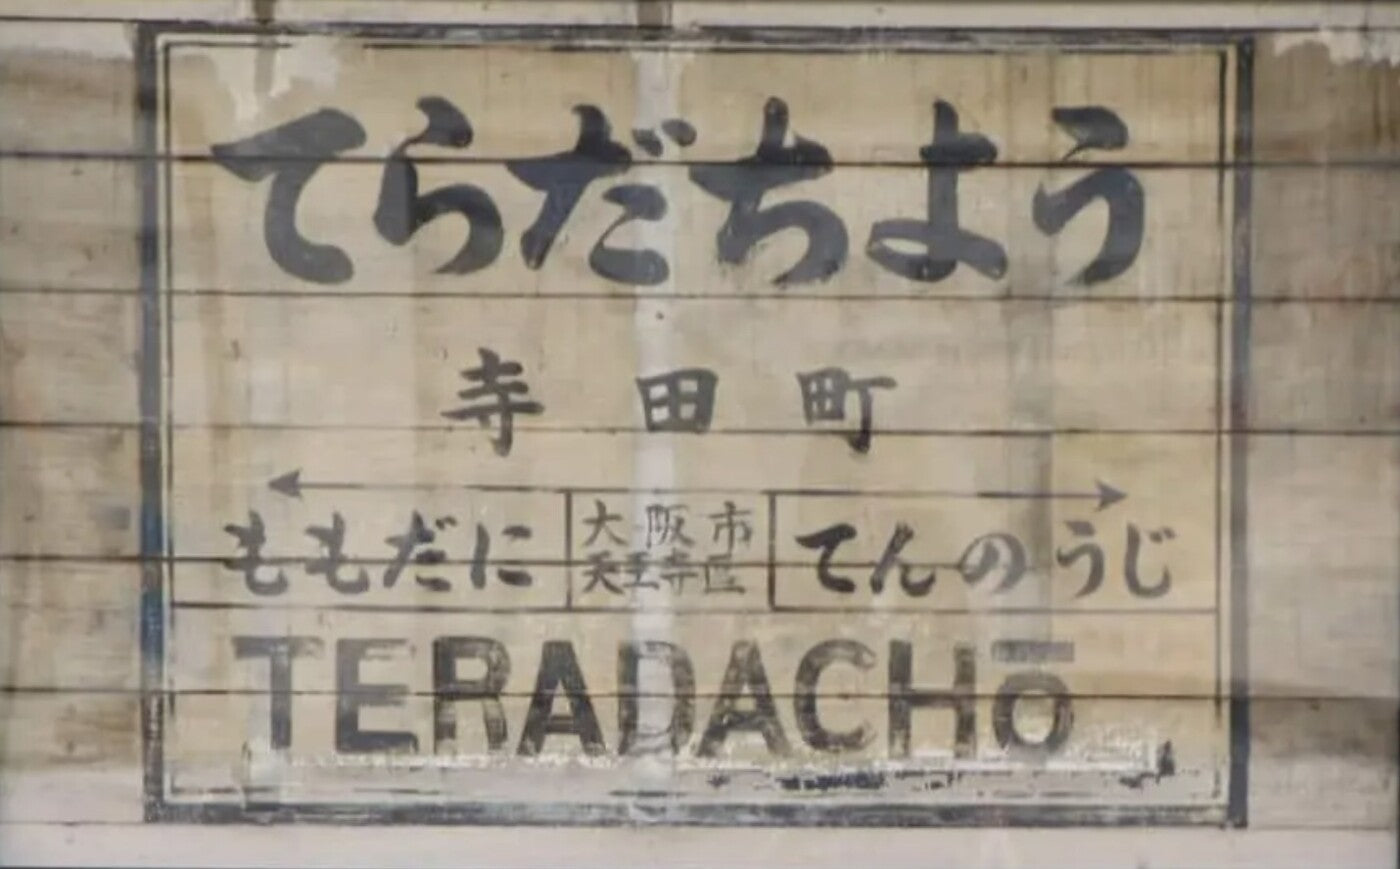 てらだちよう
寺田町
ももだに 大阪市 てんのうじ
天王寺区
TERADACHŌ